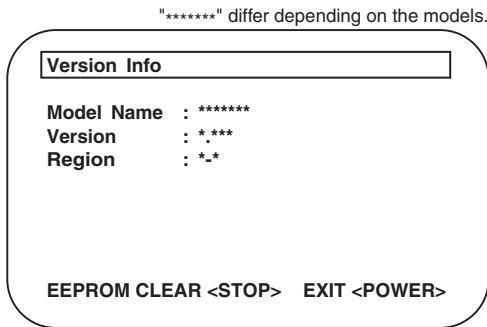 "*******" differ depending on the models.
Version Info
Model Name : *******
Version : *.***
Region : *-*
EEPROM CLEAR <STOP> EXIT <POWER>